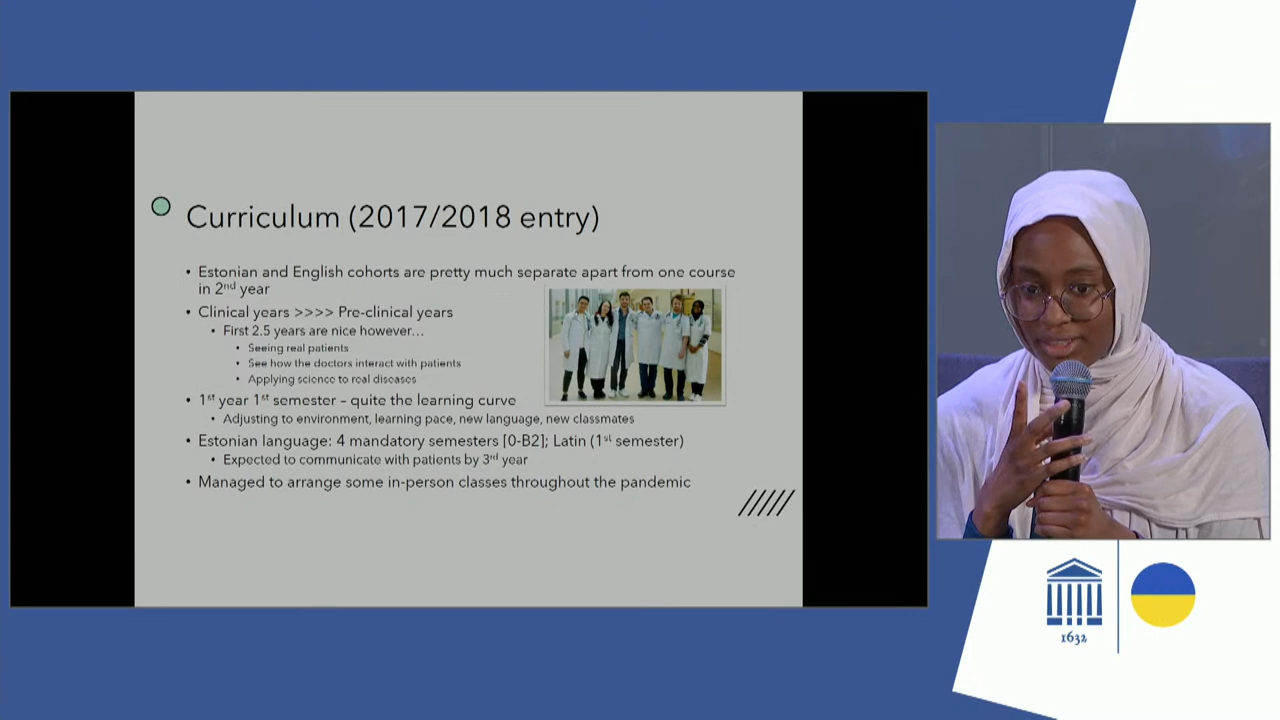 Curriculum (2017/2018 entry)
• Estonian and English cohorts are pretty much separate apart from one course
in 2nd year
• Clinical years >>>> Pre-clinical years
• First 2.5 years are nice however...
• Seeing real patients
• See how the doctors interact with patients
• Applying science to real diseases
• 1st year 1st semester – quite the learning curve
• Adjusting to environment, learning pace, new language, new classmates
• Estonian language: 4 mandatory semesters [0-B2]; Latin (1st semester)
• Expected to communicate with patients by 3rd year
• Managed to arrange some in-person classes throughout the pandemic
1632